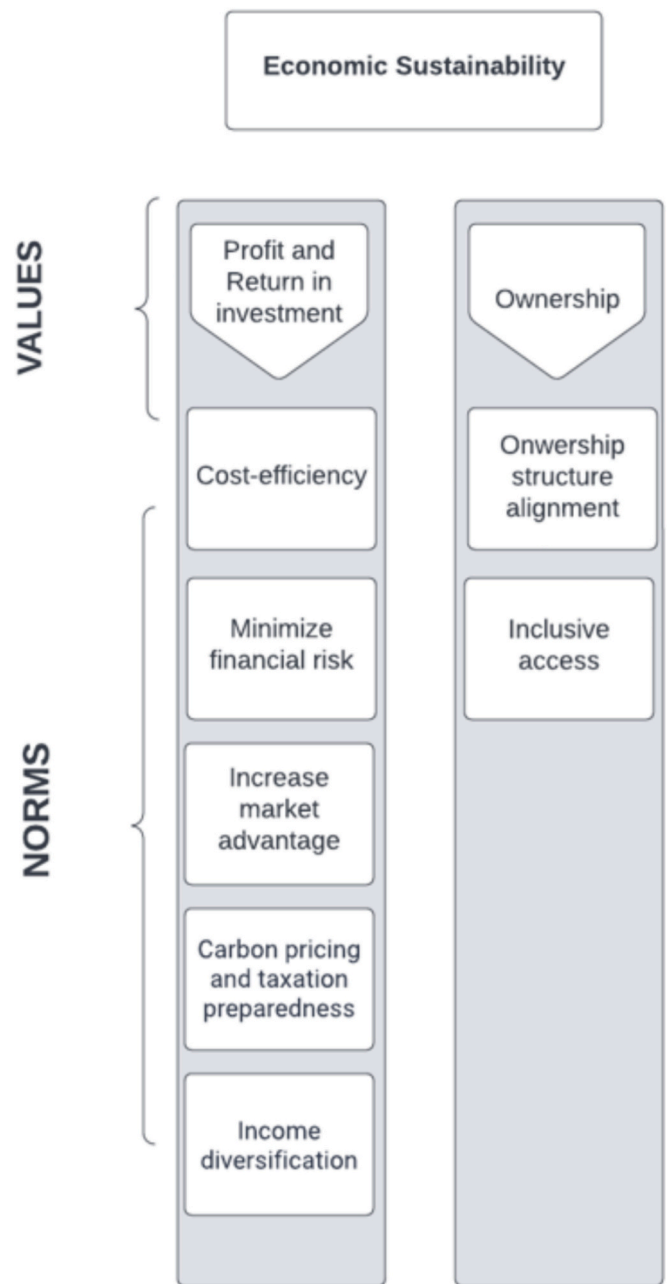 Economic Sustainability
VALUES
Profit and
Return in
investment
Ownership
NORMS
Cost-efficiency
Onwership
structure
alignment
Minimize
financial risk
Inclusive
access
Increase
market
advantage
Carbon pricing
and taxation
preparedness
Income
diversification